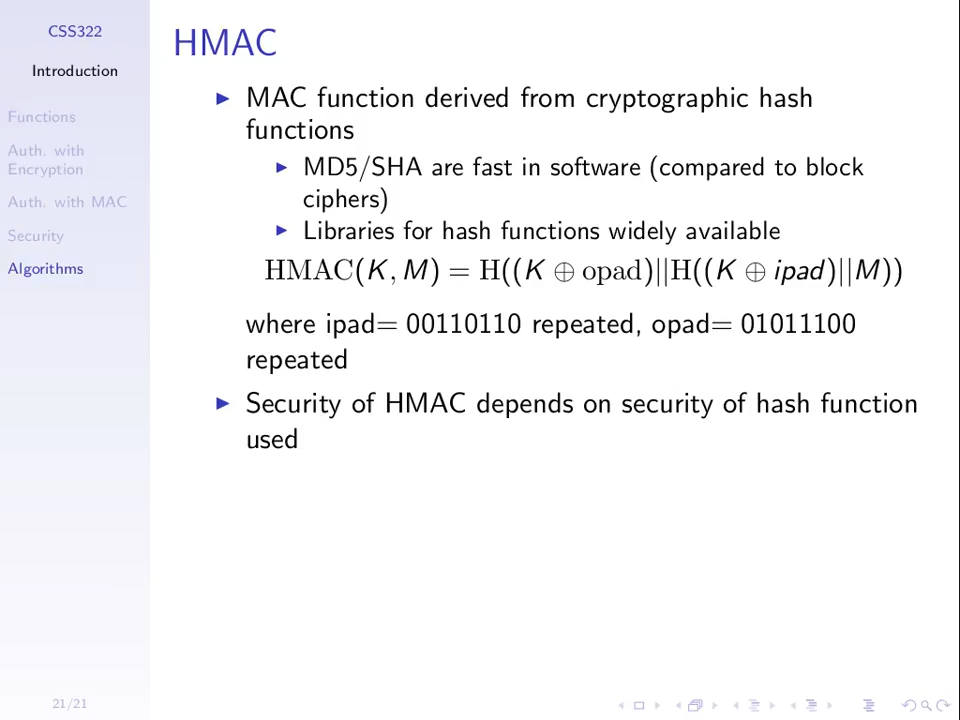 CSS322
Introduction
Functions
Auth. with
Encryption
Auth. with MAC
Security
Algorithms
HMAC
MAC function derived from cryptographic hash
functions
MD5/SHA are fast in software (compared to block
ciphers)
Libraries for hash functions widely available
HMAC(K, M) = H((K ⊕ opad)||H((K ⊕ ipad)||M))
where ipad= 00110110 repeated, opad= 01011100
repeated
Security of HMAC depends on security of hash function
used
21/21